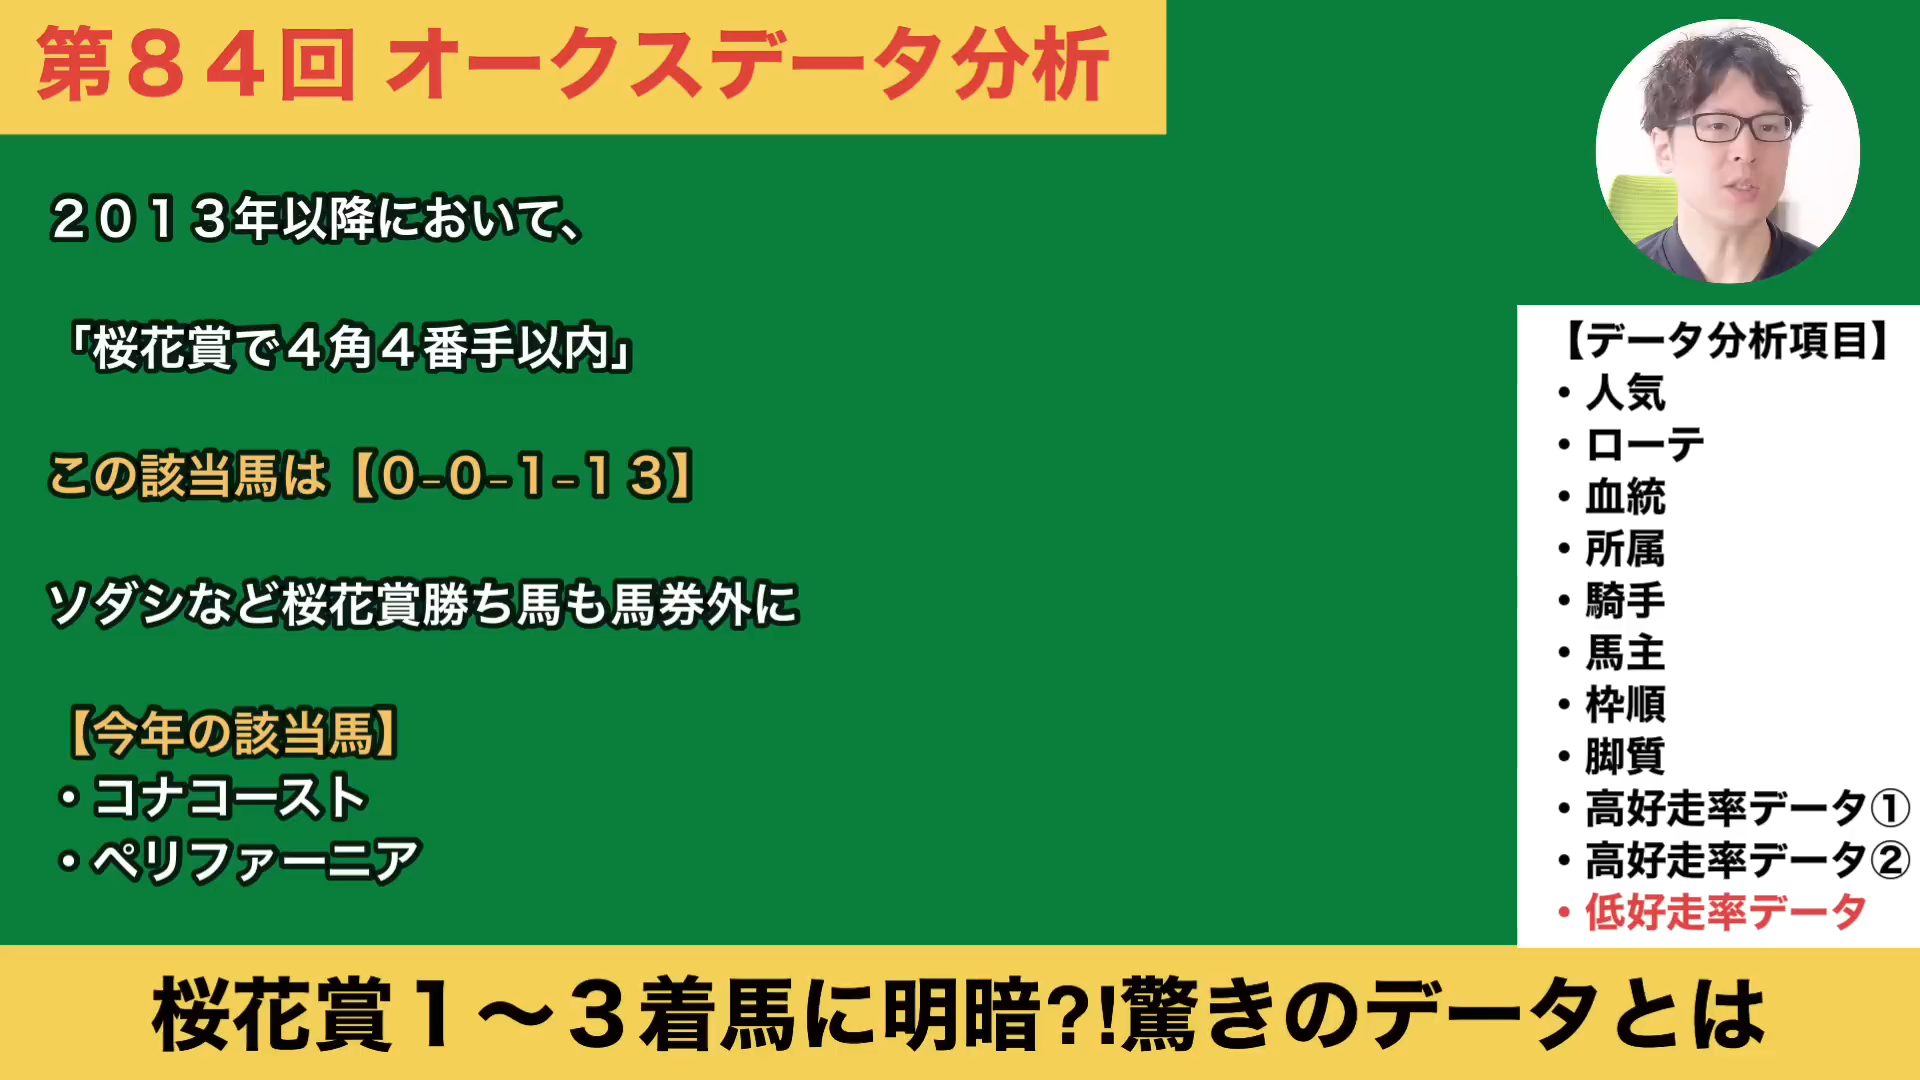 第８４回 オークスデータ分析
２０１３年以降において、
「桜花賞で４角４番手以内」
この該当馬は【０−０−１−１３】
ソダシなど桜花賞勝ち馬も馬券外に
【今年の該当馬】
・コナコースト
・ペリファーニア
【データ分析項目】
・人気
・ローテ
・血統
・所属
・騎手
・馬主
・枠順
・脚質
・高好走率データ①
・高好走率データ②
・低好走率データ
桜花賞１〜３着馬に明暗?!驚きのデータとは